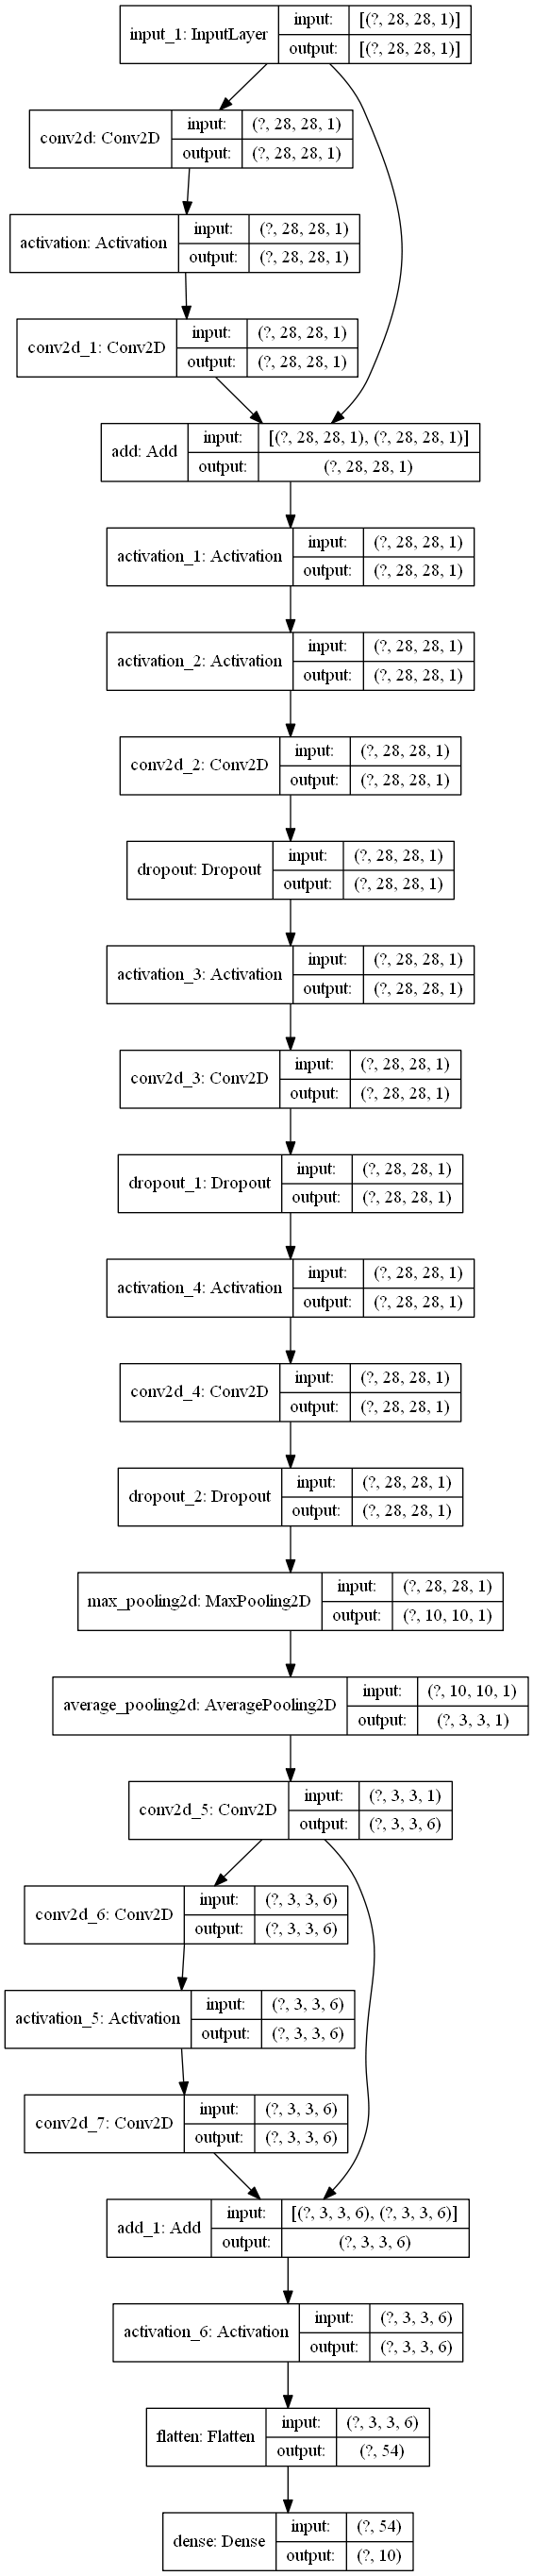 input_1: InputLayer
input: [(?, 28, 28, 1)]
output: [(?, 28, 28, 1)]
conv2d: Conv2D
input: (?, 28, 28, 1)
output: (?, 28, 28, 1)
activation: Activation
input: (?, 28, 28, 1)
output: (?, 28, 28, 1)
conv2d_1: Conv2D
input: (?, 28, 28, 1)
output: (?, 28, 28, 1)
add: Add
input: [(?, 28, 28, 1), (?, 28, 28, 1)]
output: (?, 28, 28, 1)
activation_1: Activation
input: (?, 28, 28, 1)
output: (?, 28, 28, 1)
activation_2: Activation
input: (?, 28, 28, 1)
output: (?, 28, 28, 1)
conv2d_2: Conv2D
input: (?, 28, 28, 1)
output: (?, 28, 28, 1)
dropout: Dropout
input: (?, 28, 28, 1)
output: (?, 28, 28, 1)
activation_3: Activation
input: (?, 28, 28, 1)
output: (?, 28, 28, 1)
conv2d_3: Conv2D
input: (?, 28, 28, 1)
output: (?, 28, 28, 1)
dropout_1: Dropout
input: (?, 28, 28, 1)
output: (?, 28, 28, 1)
activation_4: Activation
input: (?, 28, 28, 1)
output: (?, 28, 28, 1)
conv2d_4: Conv2D
input: (?, 28, 28, 1)
output: (?, 28, 28, 1)
dropout_2: Dropout
input: (?, 28, 28, 1)
output: (?, 28, 28, 1)
max_pooling2d: MaxPooling2D
input: (?, 28, 28, 1)
output: (?, 10, 10, 1)
average_pooling2d: AveragePooling2D
input: (?, 10, 10, 1)
output: (?, 3, 3, 1)
conv2d_5: Conv2D
input: (?, 3, 3, 1)
output: (?, 3, 3, 6)
conv2d_6: Conv2D
input: (?, 3, 3, 6)
output: (?, 3, 3, 6)
activation_5: Activation
input: (?, 3, 3, 6)
output: (?, 3, 3, 6)
conv2d_7: Conv2D
input: (?, 3, 3, 6)
output: (?, 3, 3, 6)
add_1: Add
input: [(?, 3, 3, 6), (?, 3, 3, 6)]
output: (?, 3, 3, 6)
activation_6: Activation
input: (?, 3, 3, 6)
output: (?, 3, 3, 6)
flatten: Flatten
input: (?, 3, 3, 6)
output: (?, 54)
dense: Dense
input: (?, 54)
output: (?, 10)